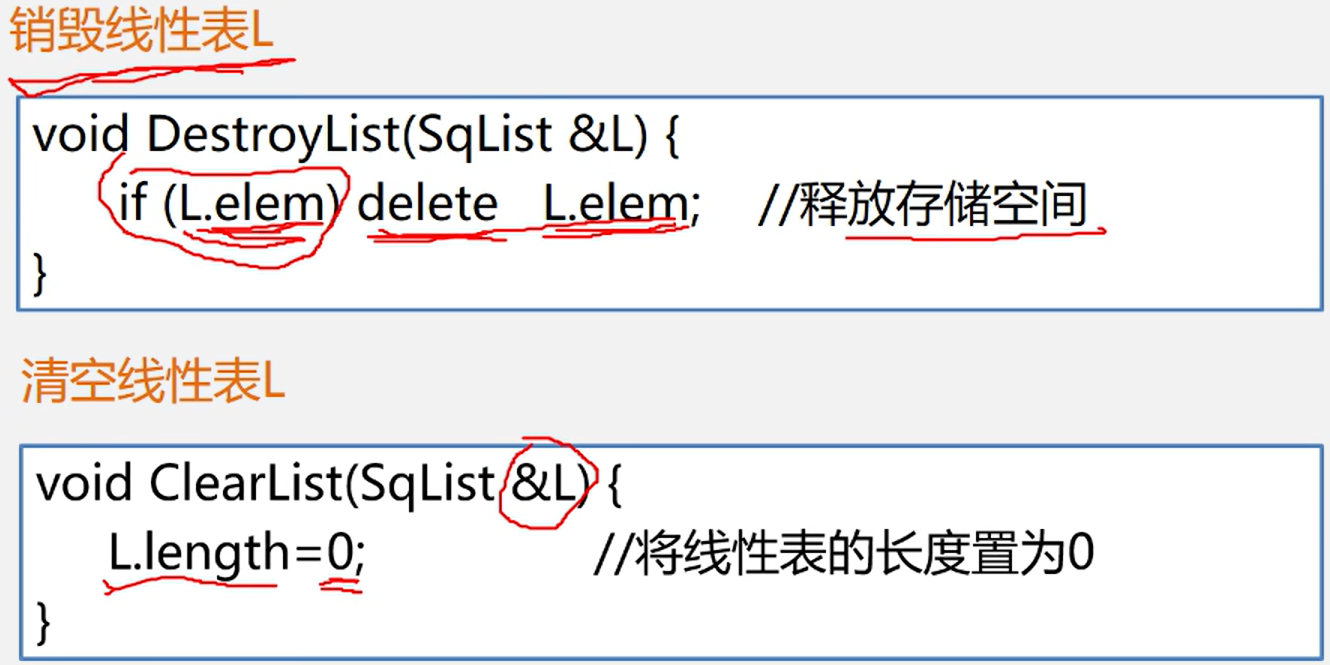 销毁线性表L
void DestroyList(SqList &L) {
if (L.elem) delete L.elem; //释放存储空间
}
清空线性表L
void ClearList(SqList &L) {
L.length=0; //将线性表的长度置为0
}